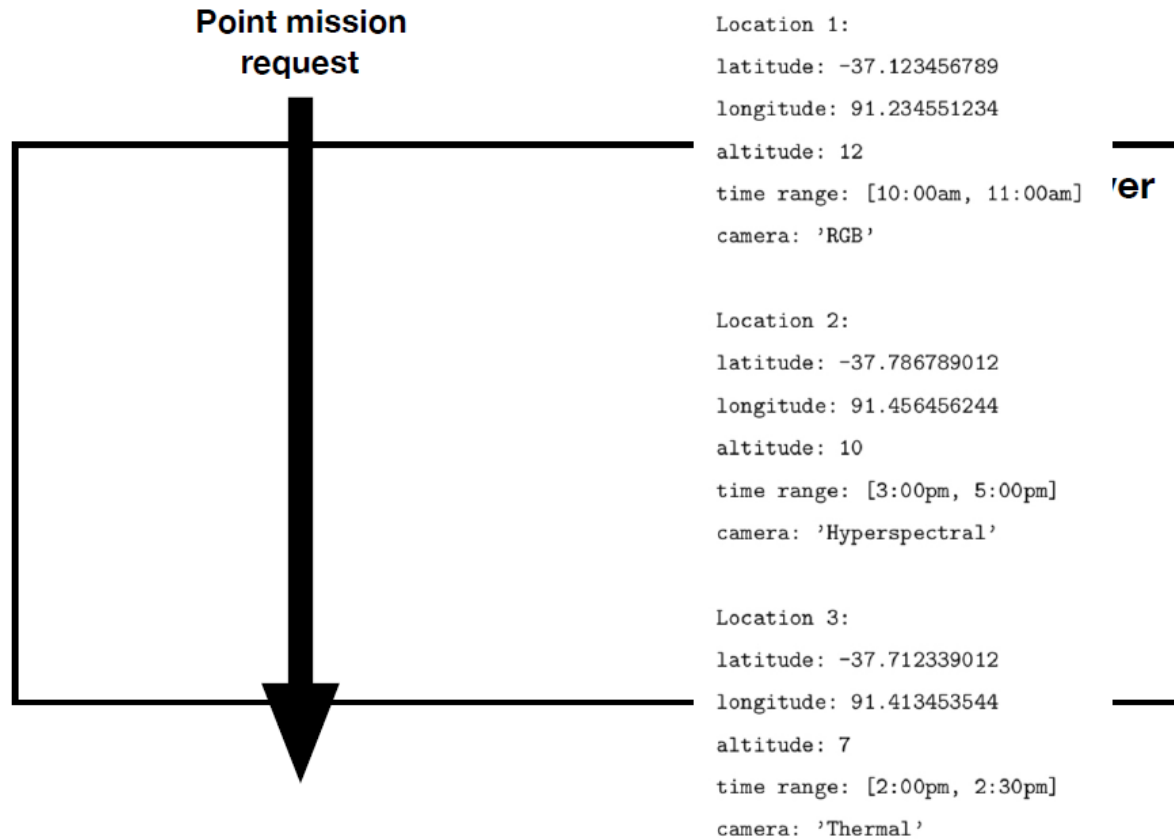 Point mission
request
Location 1:
latitude: -37.123456789
longitude: 91.234551234
altitude: 12
time range: [10:00am, 11:00am]
camera: ’RGB’
Location 2:
latitude: -37.786789012
longitude: 91.456456244
altitude: 10
time range: [3:00pm, 5:00pm]
camera: ’Hyperspectral’
Location 3:
latitude: -37.712339012
longitude: 91.413453544
altitude: 7
time range: [2:00pm, 2:30pm]
camera: ’Thermal’